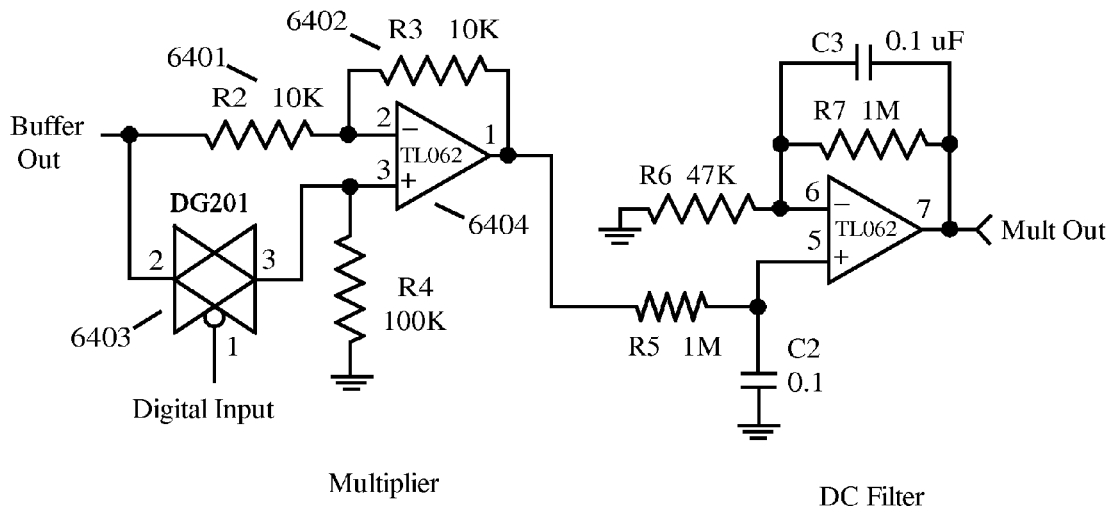 6402
R3 10K
C3 0.1 uF
6401
R2 10K
R7 1M
Buffer
Out
2
−
1
TL062
3
+
R6 47K
6
−
7
TL062
5
+
Mult Out
DG201
6404
2
3
R4
100K
6403
1
R5 1M
C2
0.1
Digital Input
Multiplier
DC Filter